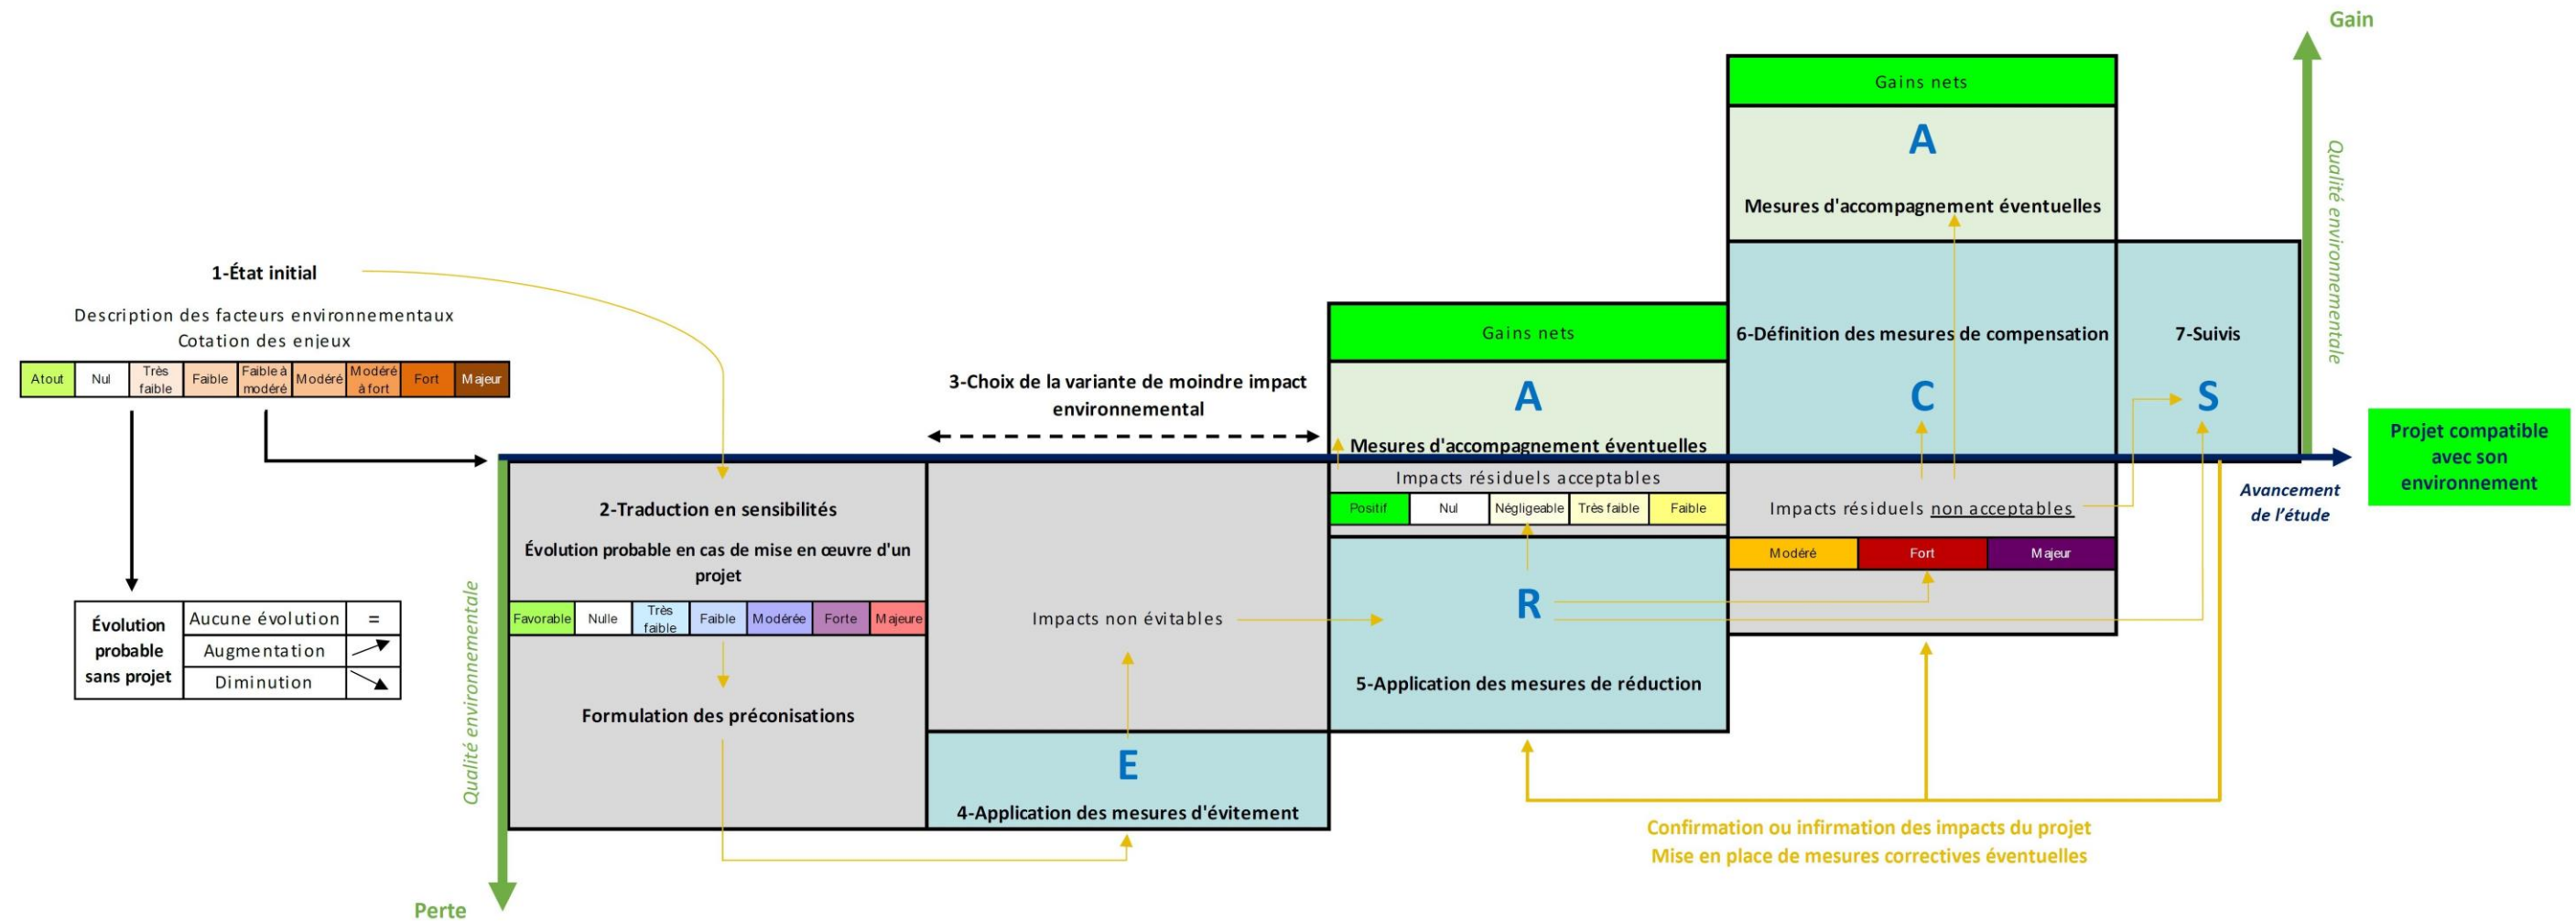 Gain
Qualité environnementale
Gains nets
A
Mesures d'accompagnement éventuelles
1-État initial
Description des facteurs environnementaux
Cotation des enjeux
Atout
Nul
Très
faible
Faible
Faible à
modéré
Modéré
Modéré
à fort
Fort
Majeur
Évolution
probable
sans projet
Aucune évolution
=
Augmentation
Diminution
Qualité environnementale
Perte
2-Traduction en sensibilités
Évolution probable en cas de mise en œuvre d'un
projet
Favorable
Nulle
Très
faible
Faible
Modérée
Forte
Majeure
Formulation des préconisations
3-Choix de la variante de moindre impact
environnemental
Impacts non évitables
E
4-Application des mesures d'évitement
Gains nets
A
Mesures d'accompagnement éventuelles
Impacts résiduels acceptables
Positif
Nul
Négligeable
Très faible
Faible
R
5-Application des mesures de réduction
6-Définition des mesures de compensation
C
Impacts résiduels non acceptables
Modéré
Fort
Majeur
7-Suivis
S
Avancement
de l'étude
Projet compatible
avec son
environnement
Confirmation ou infirmation des impacts du projet
Mise en place de mesures correctives éventuelles